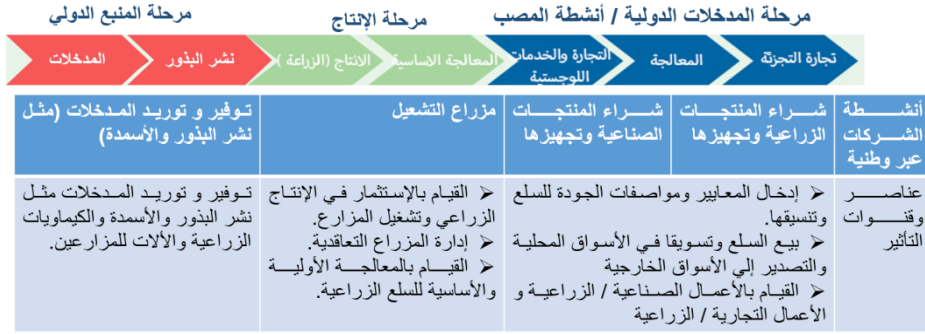 مرحلة المدخلات الدولية / أنشطة المصب
مرحلة الإنتاج
مرحلة المنبع الدولي
تجارة التجزئة
المعالجة
التجارة والخدمات
اللوجستية
المعالجة الاساسية
الانتاج (الزراعة )
نشر البذور
المدخلات
أنشطة
الشركات
عبر وطنية
شراء المنتجات
الزراعية وتجهيزها
شراء المنتجات
الصناعية وتجهيزها
مزراع التشغيل
توفير و توريد المدخلات (مثل
نشر البذور والأسمدة)
عناصر
وقنوات
التأثير
➢ إدخال المعايير ومواصفات الجودة للسلع
وتنسيقها.
➢ بيع السلع وتسويقا في الأسواق المحلية
والتصدير إلي الأسواق الخارجية
➢ القيام بالأعمال الصناعية / الزراعية و
الأعمال التجارية / الزراعية
➢ القيام بالإستثمار في الإنتاج
الزراعي وتشغيل المزارع.
➢ إدارة المزراع التعاقدية.
➢ القيام بالمعالجة الأولية
والأساسية للسلع الزراعية.
توفير و توريد المدخلات مثل
نشر البذور والأسمدة والكيماويات
الزراعية والألات للمزارعين.